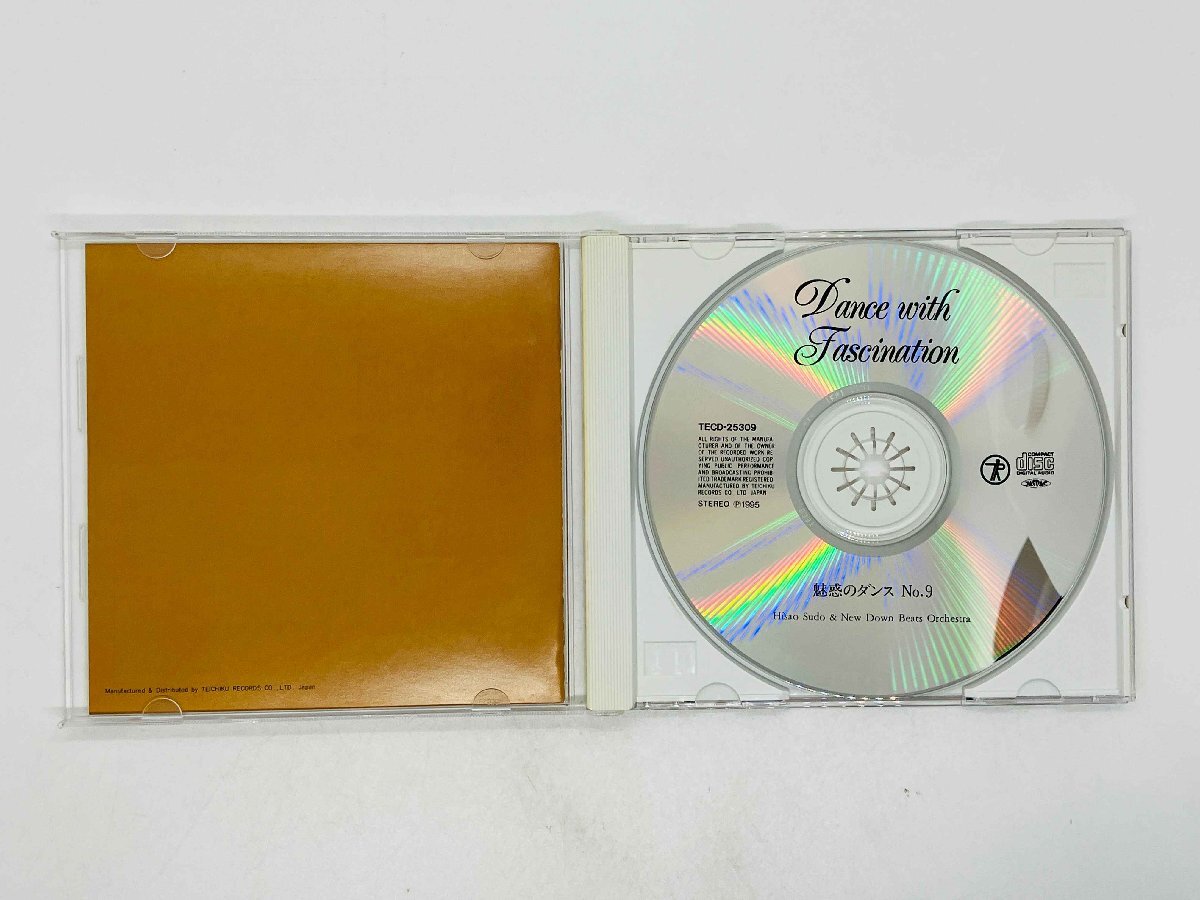 Manufactured & Distributed by TEICHIKU RECORDS CO., LTD. Japan
Dance with
Fascination
TECD-25309
ALL RIGHTS OF THE MANUFA-
CTURER AND OF THE OWNER
OF THE RECORDED WORK RE-
SERVED UNAUTHORIZED COP-
YING PUBLIC PERFORMANCE
AND BROADCASTING PROHIB-
ITED TRADEMARK REGISTERED
MANUFACTURED BY TEICHIKU
RECORDS CO. LTD JAPAN
STEREO Ⓟ1995
COMPACT
disc
DIGITAL AUDIO
魅惑のダンス No.9
Hisao Sudo & New Down Beats Orchestra